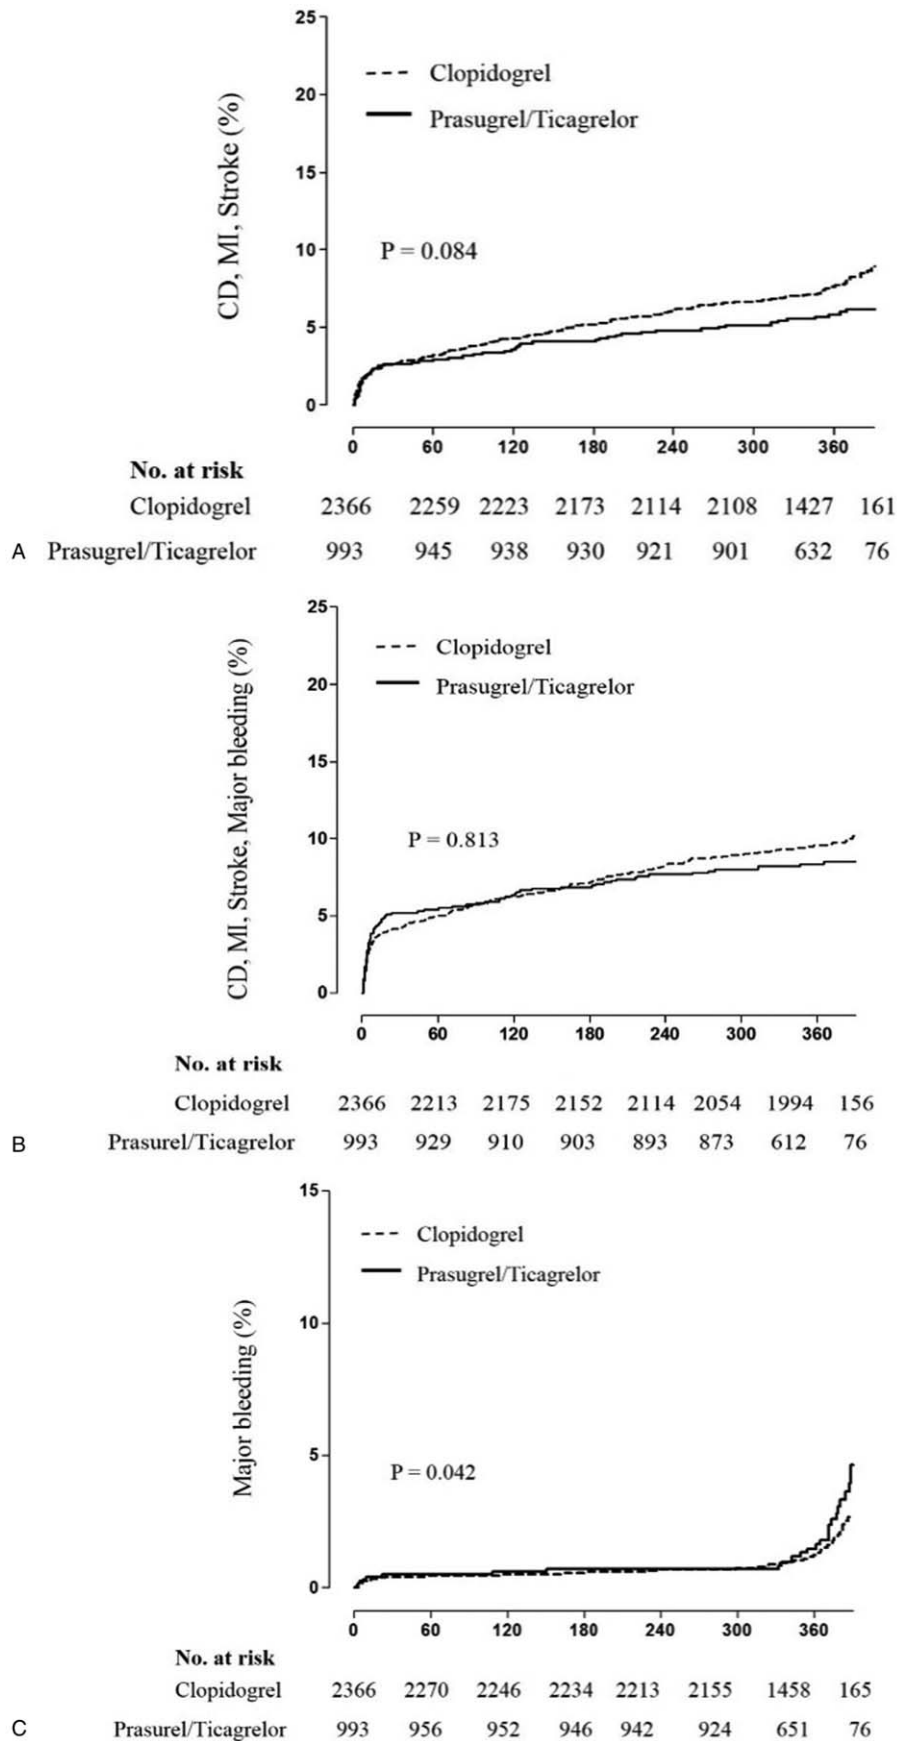 25
Clopidogrel
20
Prasugrel/Ticagrelor
CD, MI, Stroke (%)
15
10
P = 0.084
5
0
0 60 120 180 240 300 360
No. at risk
Clopidogrel 2366 2259 2223 2173 2114 2108 1427 161
A Prasugrel/Ticagrelor 993 945 938 930 921 901 632 76
25
Clopidogrel
20
Prasugrel/Ticagrelor
CD, MI, Stroke, Major bleeding (%)
15
10
P = 0.813
5
0
0 60 120 180 240 300 360
No. at risk
Clopidogrel 2366 2213 2175 2152 2114 2054 1994 156
B Prasurel/Ticagrelor 993 929 910 903 893 873 612 76
15
Clopidogrel
Prasugrel/Ticagrelor
10
Major bleeding (%)
5
P = 0.042
0
0 60 120 180 240 300 360
No. at risk
Clopidogrel 2366 2270 2246 2234 2213 2155 1458 165
C Prasurel/Ticagrelor 993 956 952 946 942 924 651 76